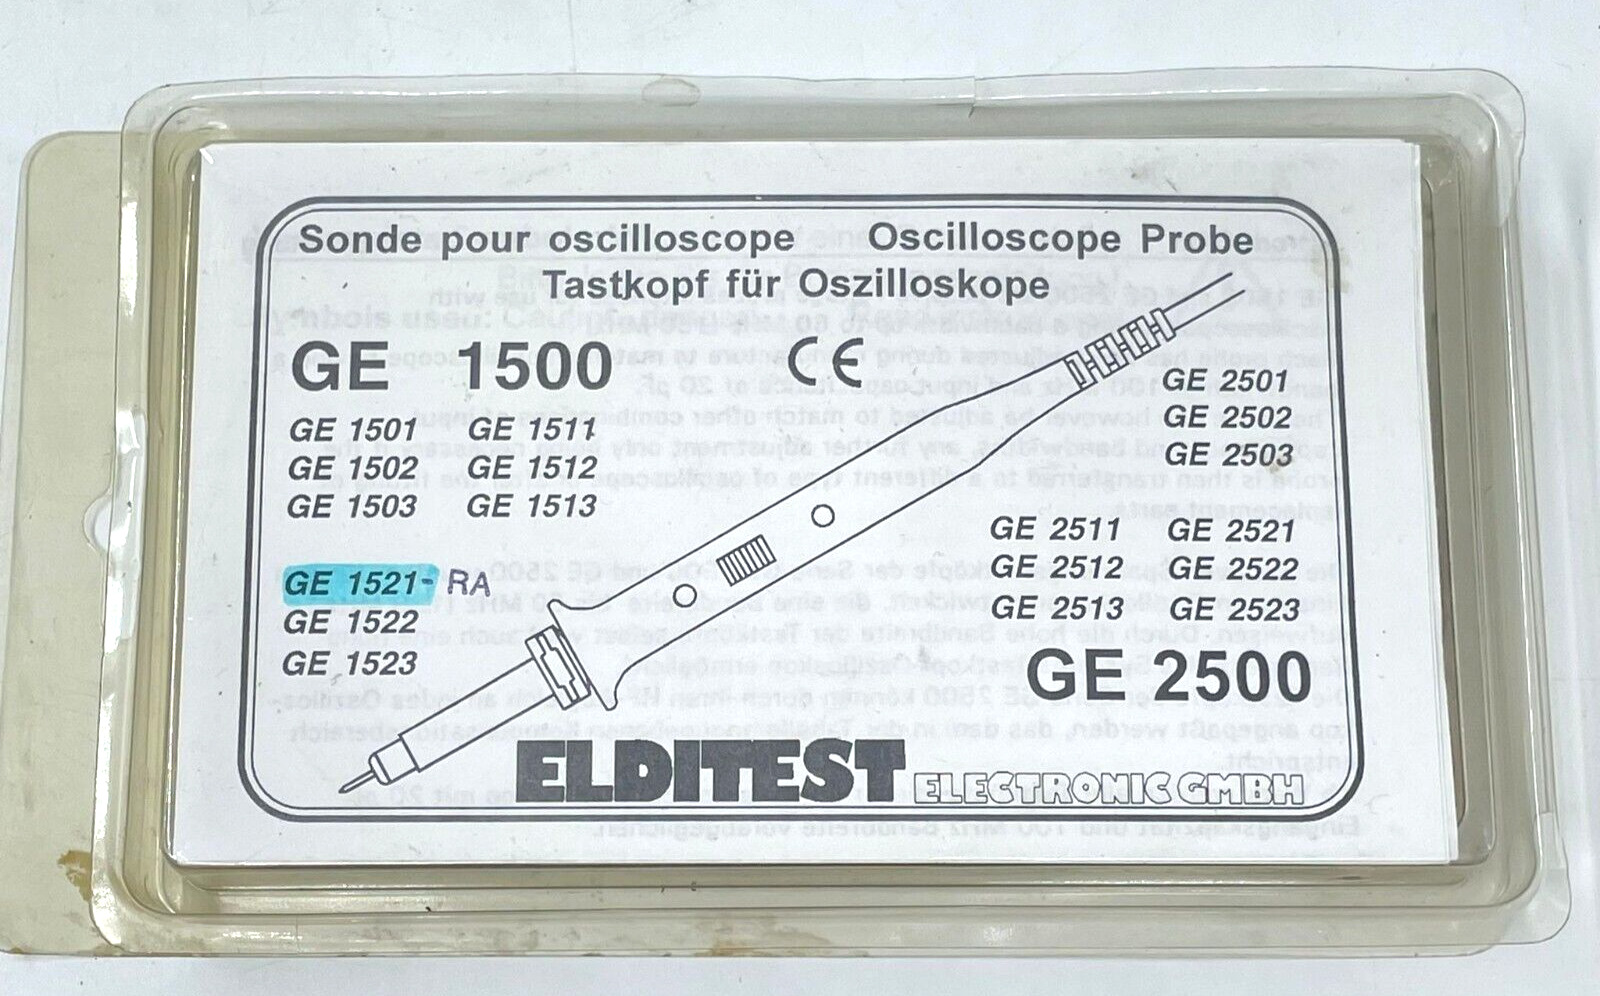 Sonde pour oscilloscope Oscilloscope Probe
Tastkopf für Oszilloskope
GE 1500 CE
GE 1501 GE 1511
GE 1502 GE 1512
GE 1503 GE 1513
GE 1521-RA
GE 1522
GE 1523
GE 2501
GE 2502
GE 2503
GE 2511 GE 2521
GE 2512 GE 2522
GE 2513 GE 2523
GE 2500
ELDITEST ELECTRONIC GMBH